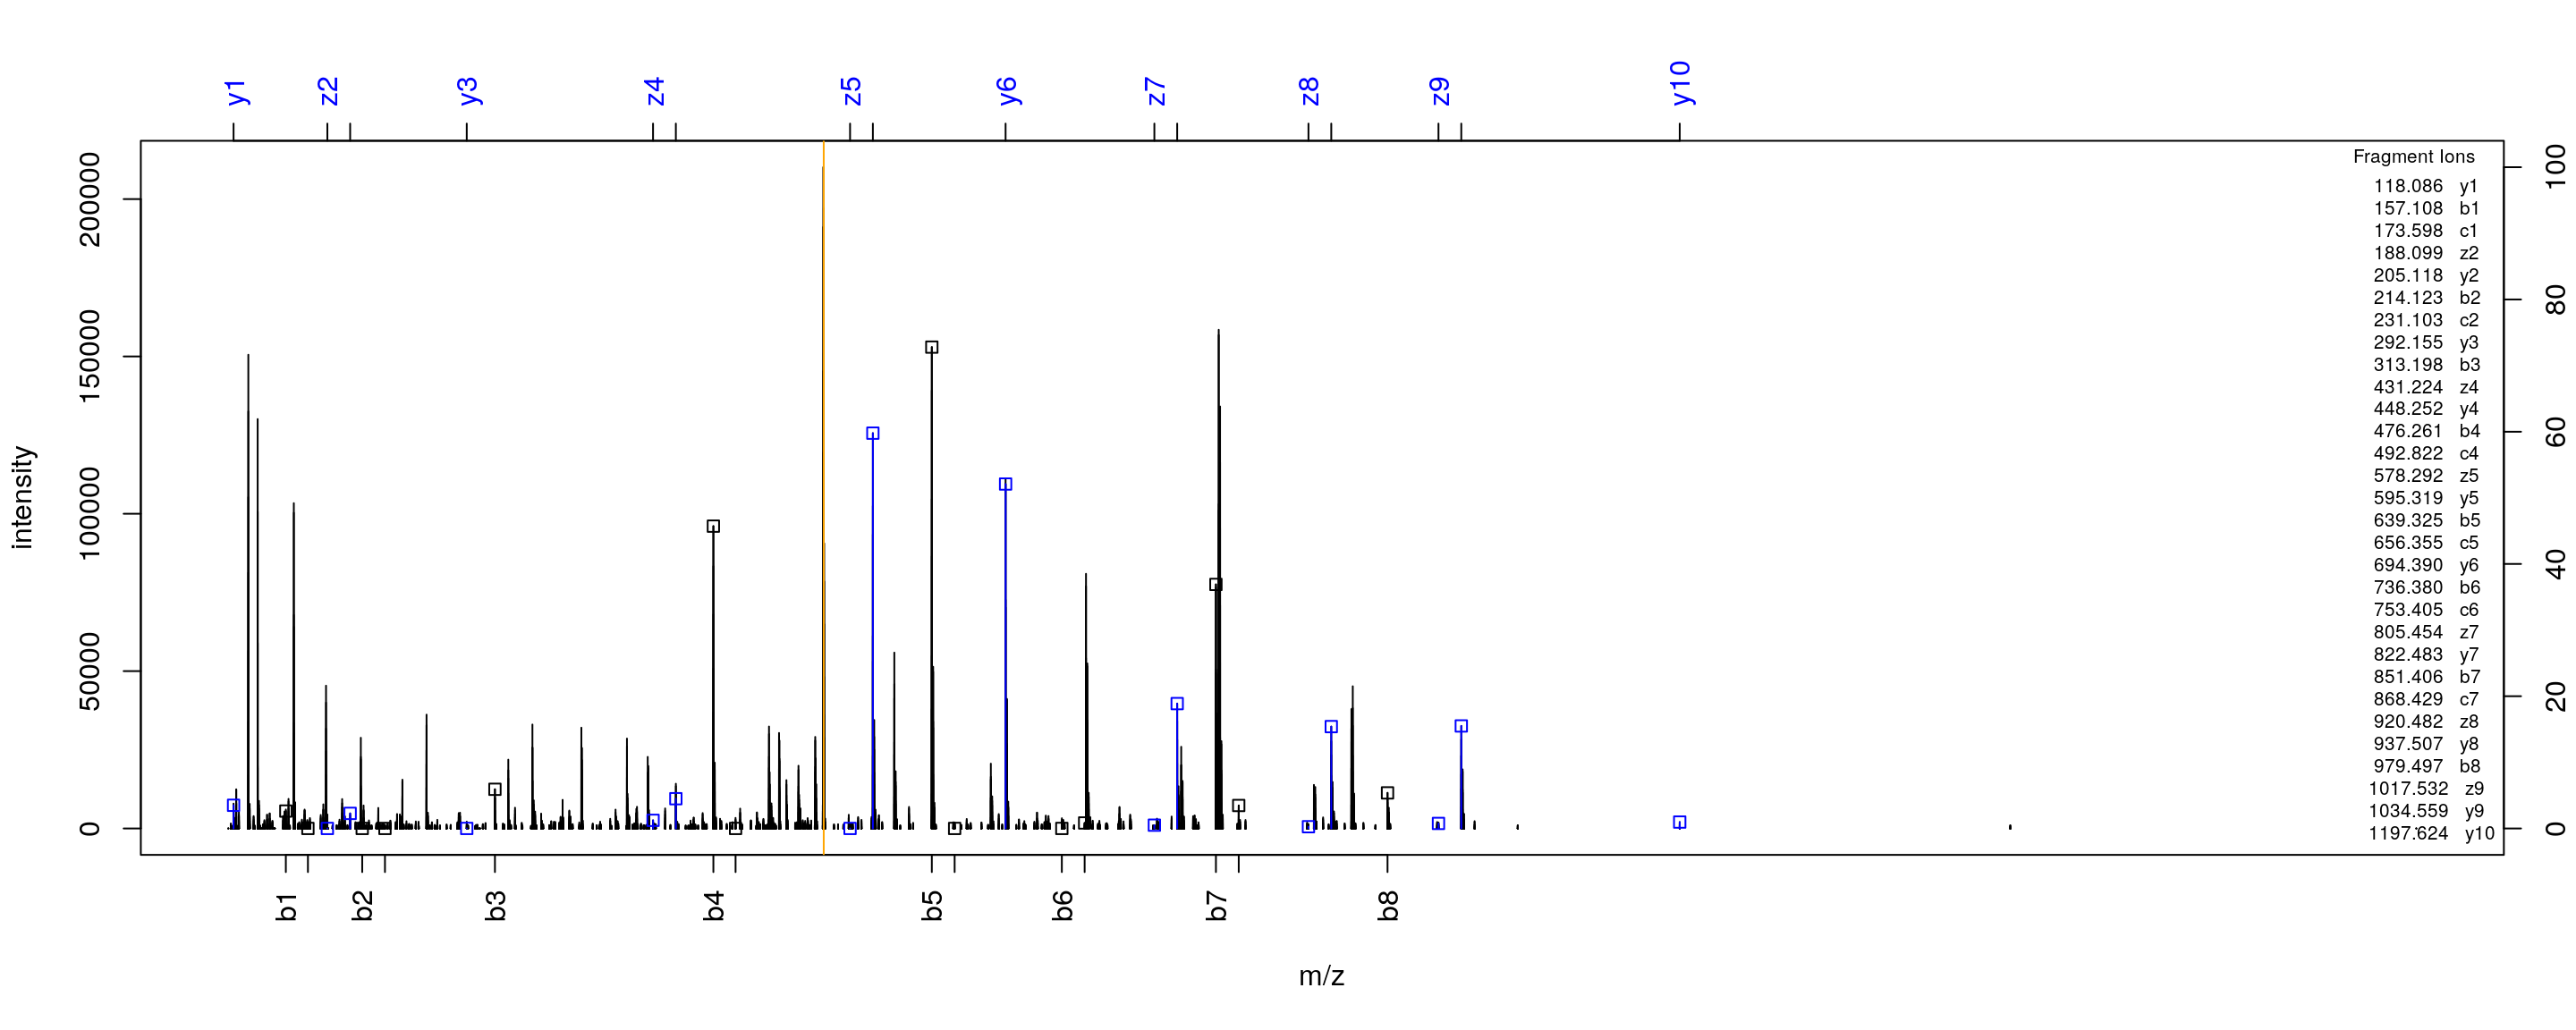 y1 z2 y3 z4 z5 y6 z7 z8 z9 y10
Fragment Ions
118.086 y1
157.108 b1
173.598 c1
188.099 z2
205.118 y2
214.123 b2
231.103 c2
292.155 y3
313.198 b3
431.224 z4
448.252 y4
476.261 b4
492.822 c4
578.292 z5
595.319 y5
639.325 b5
656.355 c5
694.390 y6
736.380 b6
753.405 c6
805.454 z7
822.483 y7
851.406 b7
868.429 c7
920.482 z8
937.507 y8
979.497 b8
1017.532 z9
1034.559 y9
1197.624 y10
200000
150000
100000
50000
0
intensity
100
80
60
40
20
0
b1 b2 b3 b4 b5 b6 b7 b8
m/z